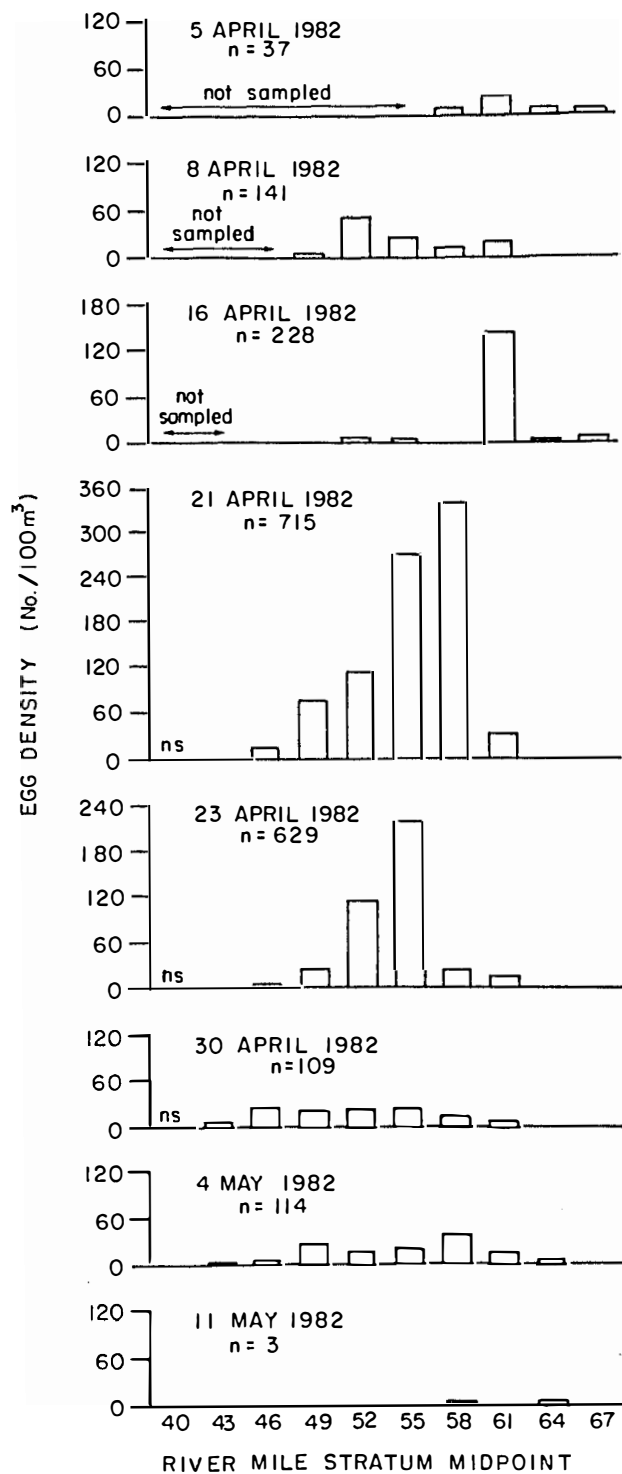 EGG DENSITY (No./100m³)
5 APRIL 1982
n = 37
120
60
0
not sampled
8 APRIL 1982
n = 141
120
60
0
not
sampled
16 APRIL 1982
n = 228
180
120
60
0
not
sampled
21 APRIL 1982
n = 715
360
300
240
180
120
60
0
ns
23 APRIL 1982
n = 629
240
180
120
60
0
ns
30 APRIL 1982
n=109
120
60
0
ns
4 MAY 1982
n = 114
120
60
0
11 MAY 1982
n = 3
120
60
0
40 43 46 49 52 55 58 61 64 67
RIVER MILE STRATUM MIDPOINT